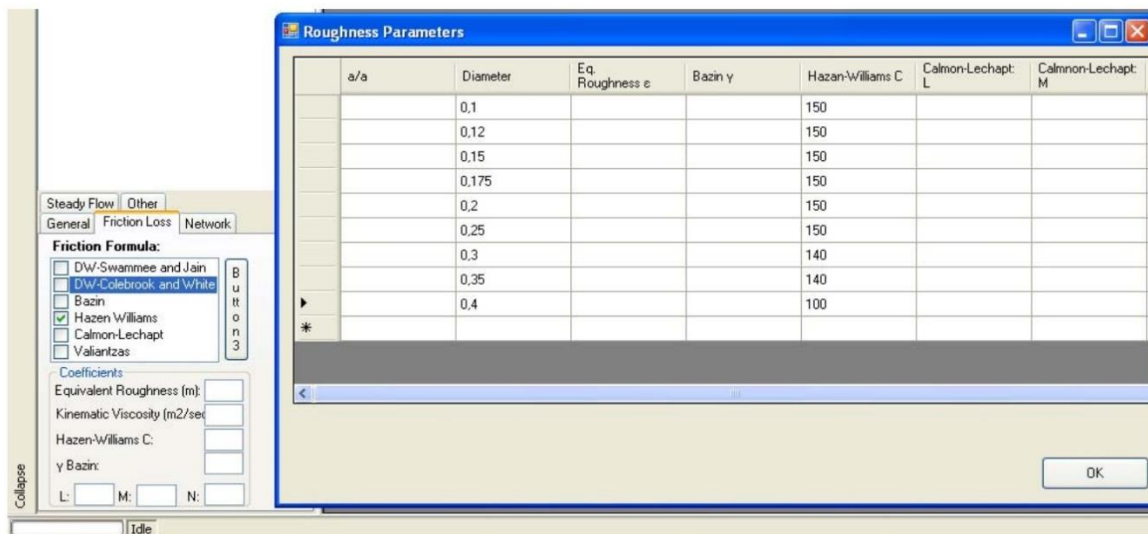 Roughness Parameters
a/a Diameter Eq. Roughness ε Bazin γ Hazan-Williams C Calmon-Lechapt: L Calmnon-Lechapt: M
0,1 150
0,12 150
0,15 150
0,175 150
0,2 150
0,25 150
0,3 140
0,35 140
0,4 100
OK
Steady Flow Other
General Friction Loss Network
Friction Formula:
DW-Swammee and Jain
DW-Colebrook and White
Bazin
Hazen Williams
Calmon-Lechapt
Valiantzas
Button3
Coefficients
Equivalent Roughness (m):
Kinematic Viscosity (m2/sec
Hazen-Williams C:
γ Bazin:
L: M: N:
Collapse
Idle